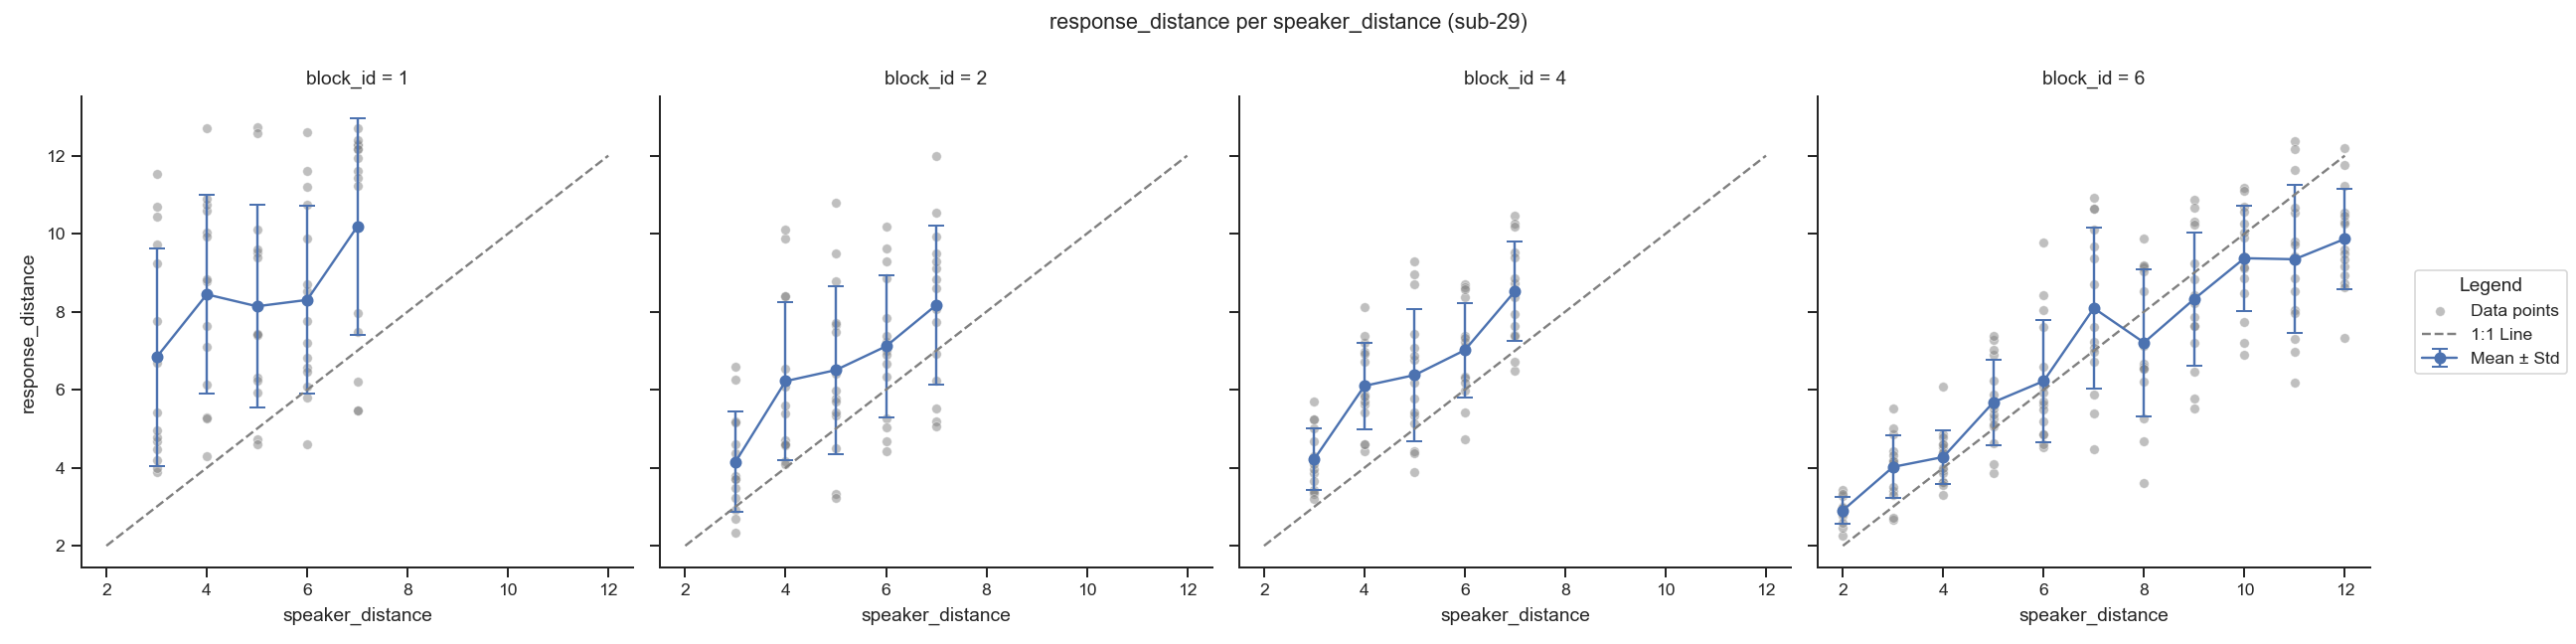 response_distance per speaker_distance (sub-29)
block_id = 1
block_id = 2
block_id = 4
block_id = 6
response_distance
12
10
8
6
4
2
2 4 6 8 10 12
2 4 6 8 10 12
2 4 6 8 10 12
2 4 6 8 10 12
speaker_distance
speaker_distance
speaker_distance
speaker_distance
Legend
Data points
1:1 Line
Mean ± Std